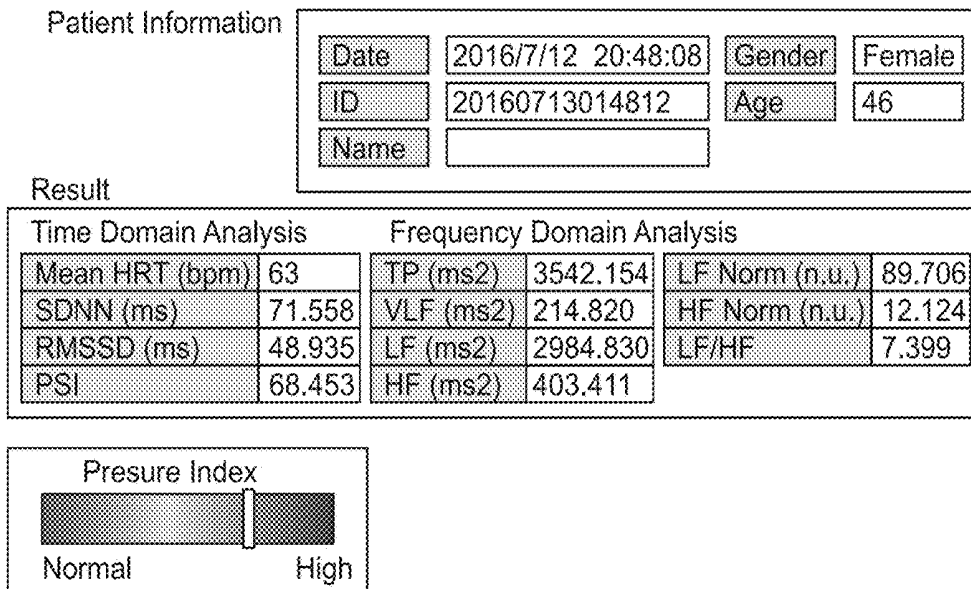 Patient Information
Date 2016/7/12 20:48:08 Gender Female
ID 20160713014812 Age 46
Name
Result
Time Domain Analysis Frequency Domain Analysis
Mean HRT (bpm) 63 TP (ms2) 3542.154 LF Norm (n.u.) 89.706
SDNN (ms) 71.558 VLF (ms2) 214.820 HF Norm (n.u.) 12.124
RMSSD (ms) 48.935 LF (ms2) 2984.830 LF/HF 7.399
PSI 68.453 HF (ms2) 403.411
Presure Index
Normal High